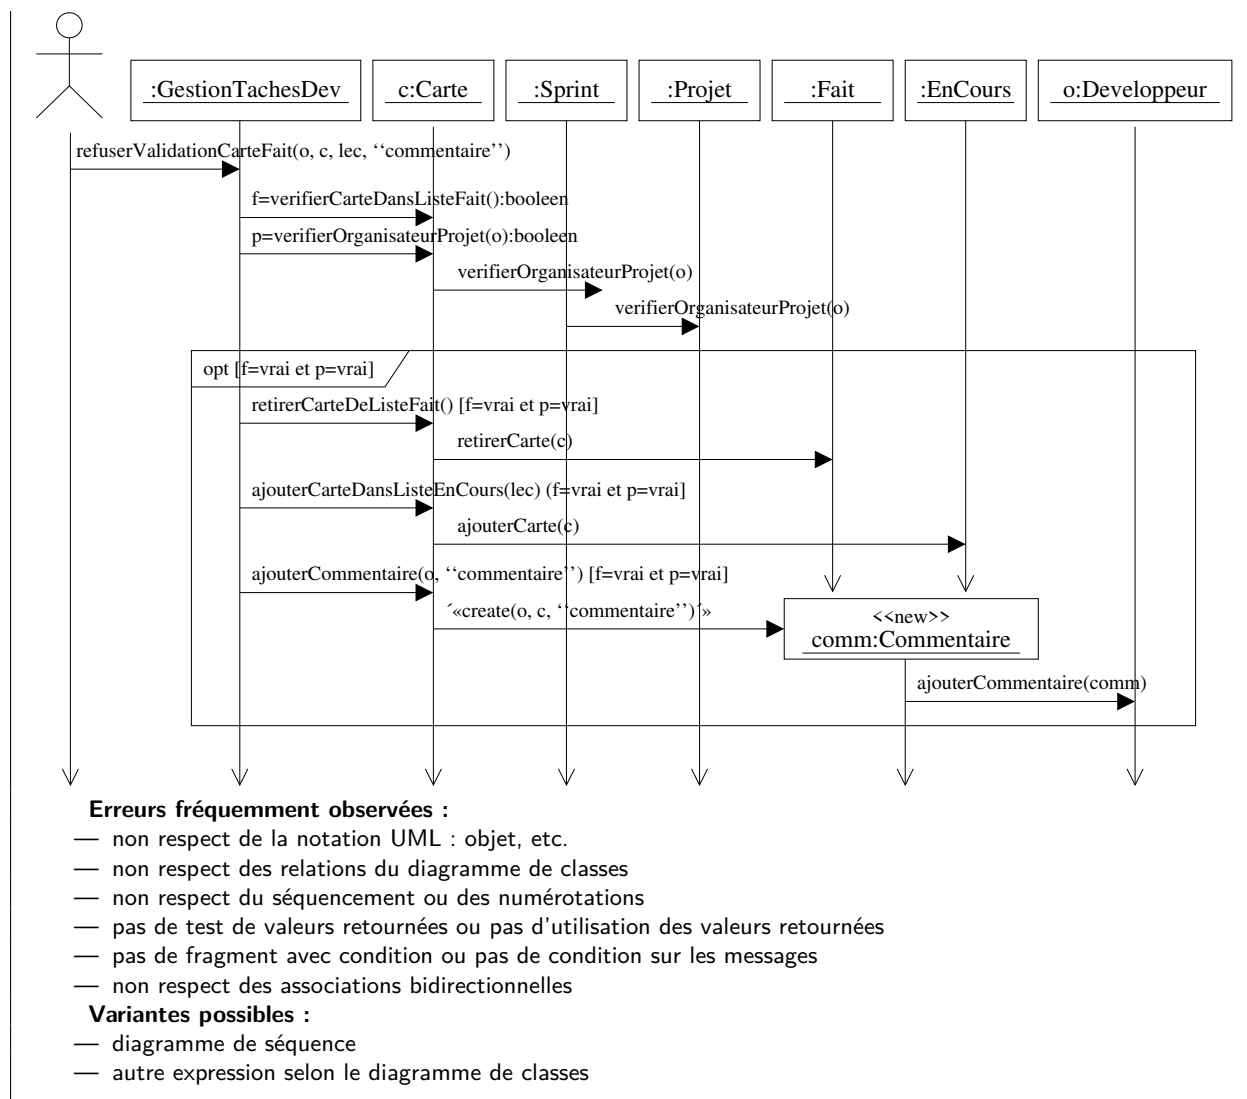 :GestionTachesDev c:Carte :Sprint :Projet :Fait :EnCours o:Developpeur
refuserValidationCarteFait(o, c, lec, ‘‘commentaire’’)
f=verifierCarteDansListeFait():booleen
p=verifierOrganisateurProjet(o):booleen
verifierOrganisateurProjet(o)
verifierOrganisateurProjet(o)
opt [f=vrai et p=vrai]
retirerCarteDeListeFait() [f=vrai et p=vrai]
retirerCarte(c)
ajouterCarteDansListeEnCours(lec) (f=vrai et p=vrai]
ajouterCarte(c)
ajouterCommentaire(o, ‘‘commentaire’’) [f=vrai et p=vrai]
´«create(o, c, ‘‘commentaire’’)´»
<<new>>
comm:Commentaire
ajouterCommentaire(comm)
Erreurs fréquemment observées :
— non respect de la notation UML : objet, etc.
— non respect des relations du diagramme de classes
— non respect du séquencement ou des numérotations
— pas de test de valeurs retournées ou pas d'utilisation des valeurs retournées
— pas de fragment avec condition ou pas de condition sur les messages
— non respect des associations bidirectionnelles
Variantes possibles :
— diagramme de séquence
— autre expression selon le diagramme de classes